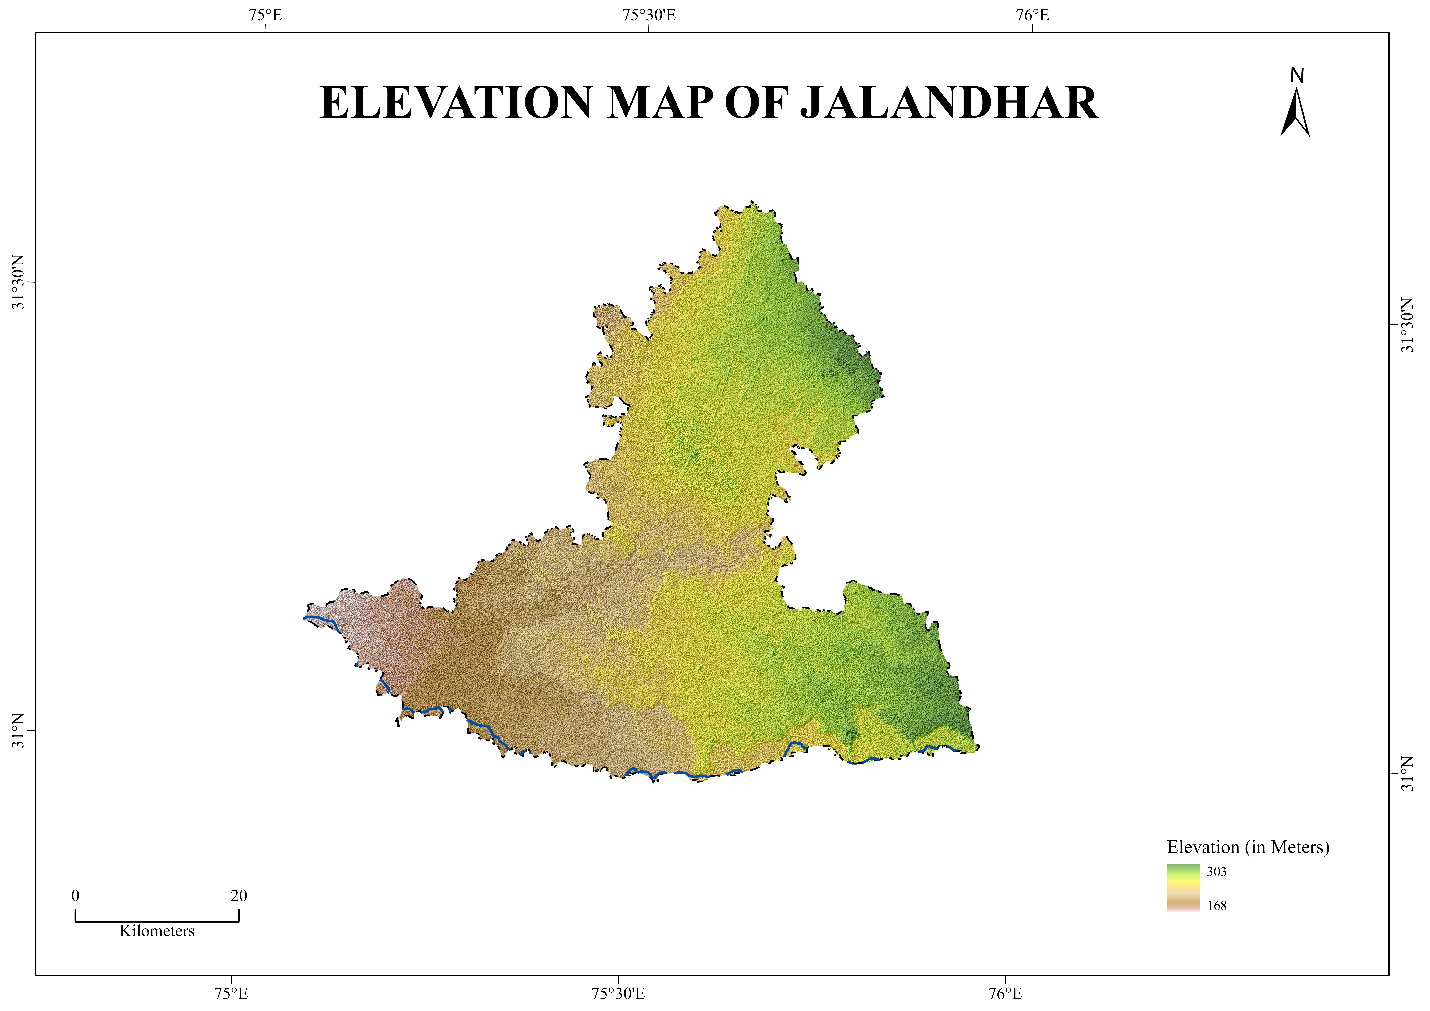 75°E
75°30'E
76°E
ELEVATION MAP OF JALANDHAR
N
31°30'N
31°30'N
31°N
31°N
Elevation (in Meters)
303
168
0
20
Kilometers
75°E
75°30'E
76°E